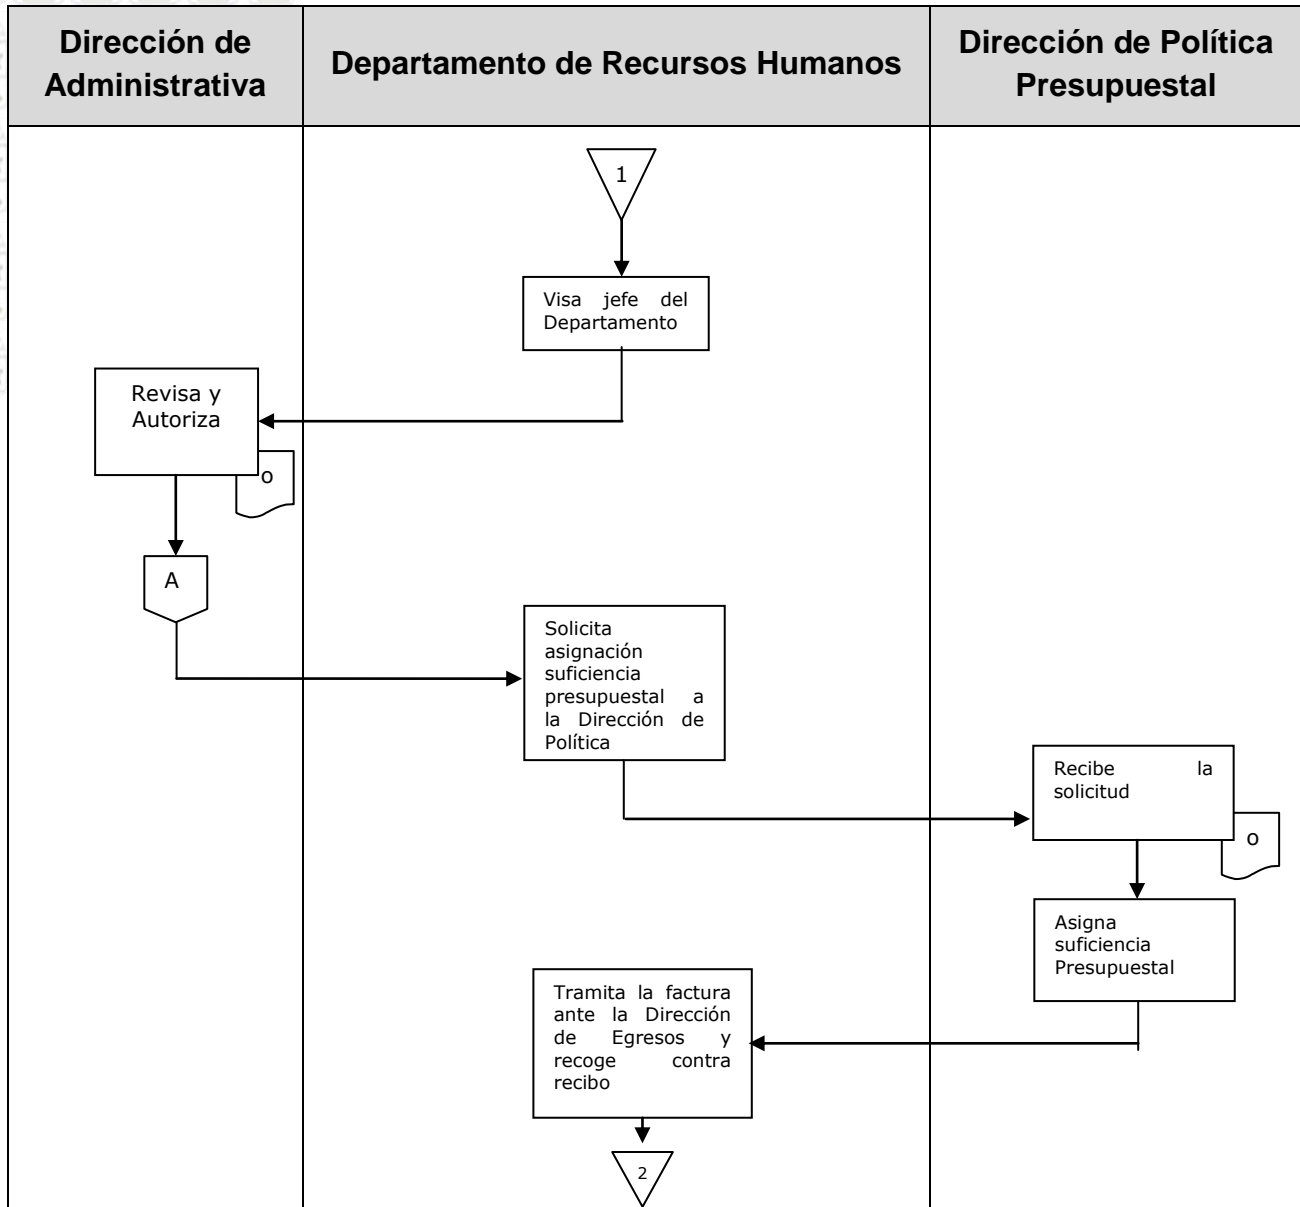 Dirección de
Administrativa
Departamento de Recursos Humanos
Dirección de Política
Presupuestal
1
Visa jefe del
Departamento
Revisa y
Autoriza
o
A
Solicita
asignación
suficiencia
presupuestal a
la Dirección de
Política
Recibe la
solicitud
o
Asigna
suficiencia
Presupuestal
Tramita la factura
ante la Dirección
de Egresos y
recoge contra
recibo
2